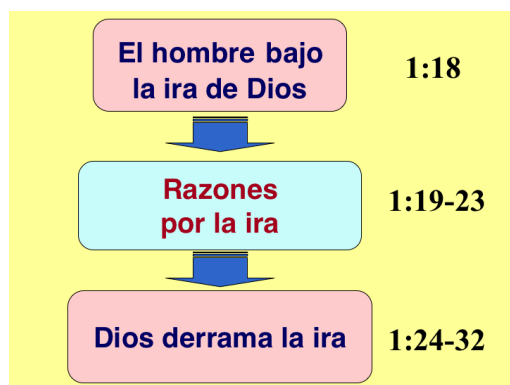 El hombre bajo
la ira de Dios
1:18
Razones
por la ira
1:19-23
Dios derrama la ira
1:24-32